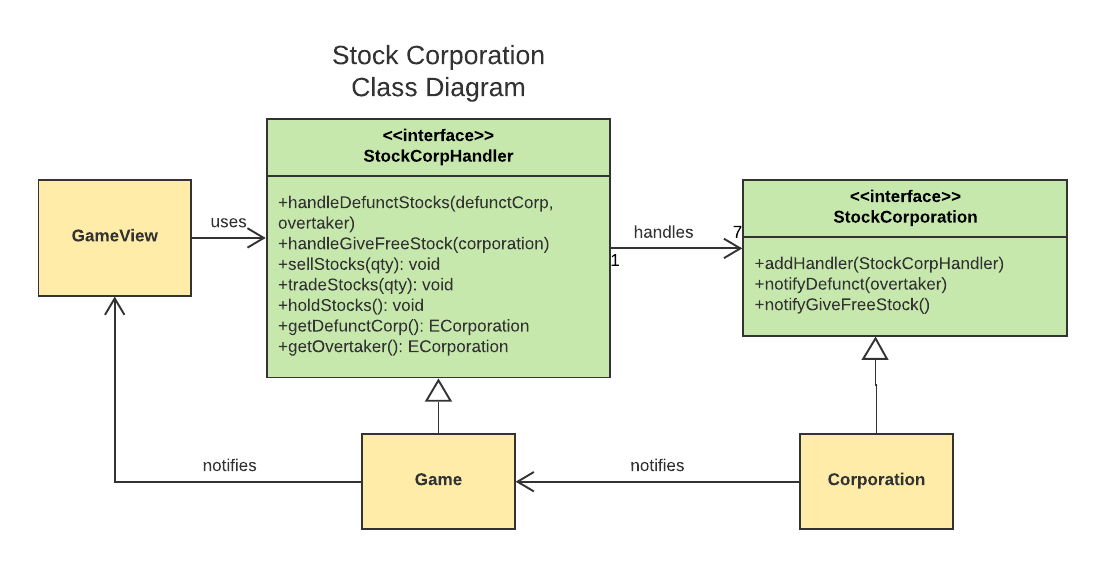 Stock Corporation
Class Diagram
<<interface>>
StockCorpHandler
+handleDefunctStocks(defunctCorp,
overtaker)
+handleGiveFreeStock(corporation)
+sellStocks(qty): void
+tradeStocks(qty): void
+holdStocks(): void
+getDefunctCorp(): ECorporation
+getOvertaker(): ECorporation
GameView
uses
handles
7
1
<<interface>>
StockCorporation
+addHandler(StockCorpHandler)
+notifyDefunct(overtaker)
+notifyGiveFreeStock()
notifies
Game
notifies
Corporation